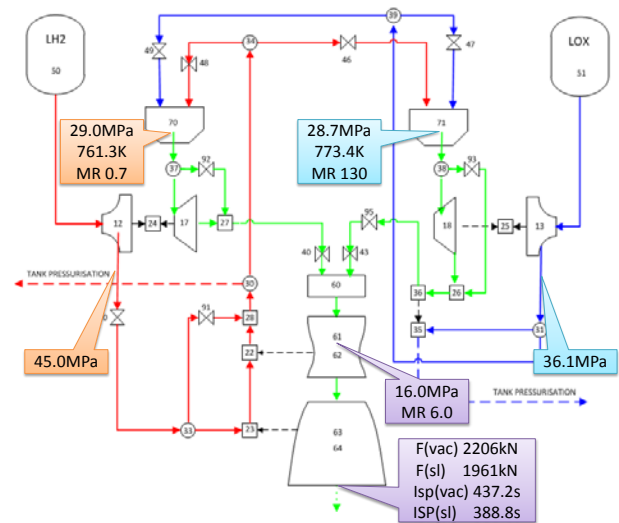 39
LH2
50
LOX
51
34
49
48
46
47
70
71
29.0MPa
761.3K
MR 0.7
28.7MPa
773.4K
MR 130
37
92
38
93
12
24
17
27
95
18
25
13
40
43
60
36
26
TANK PRESSURISATION
30
91
28
35
31
61
62
22
45.0MPa
36.1MPa
16.0MPa
MR 6.0
TANK PRESSURISATION
33
23
63
64
F(vac) 2206kN
F(sl) 1961kN
Isp(vac) 437.2s
ISP(sl) 388.8s